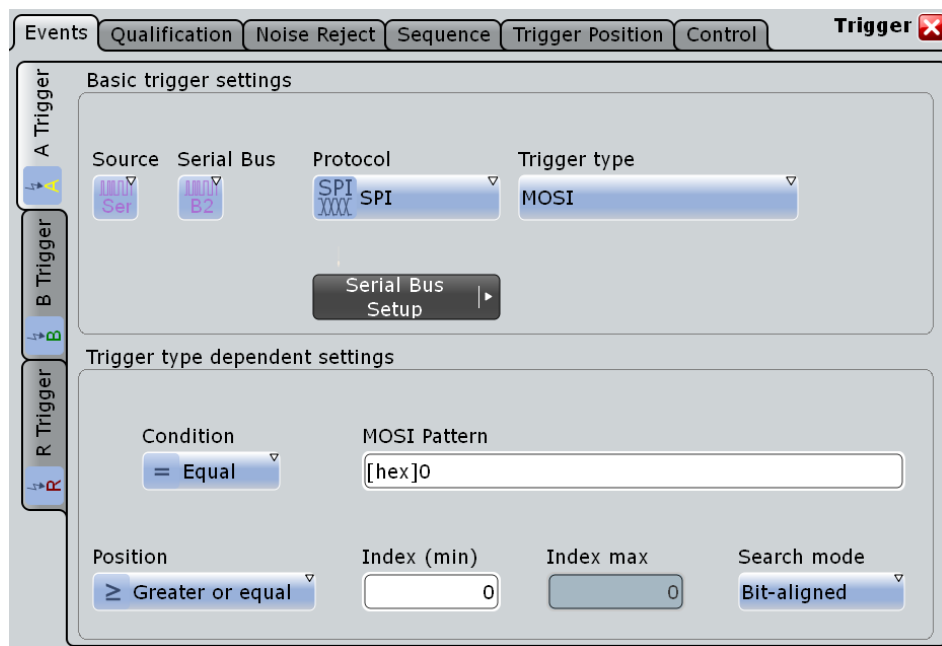 Events Qualification Noise Reject Sequence Trigger Position Control Trigger
A Trigger
A
B Trigger
B
R Trigger
R
Basic trigger settings
Source Serial Bus Protocol Trigger type
Ser B2 SPI SPI MOSI
Serial Bus
Setup
Trigger type dependent settings
Condition MOSI Pattern
= Equal [hex]0
Position Index (min) Index max Search mode
≥ Greater or equal 0 0 Bit-aligned